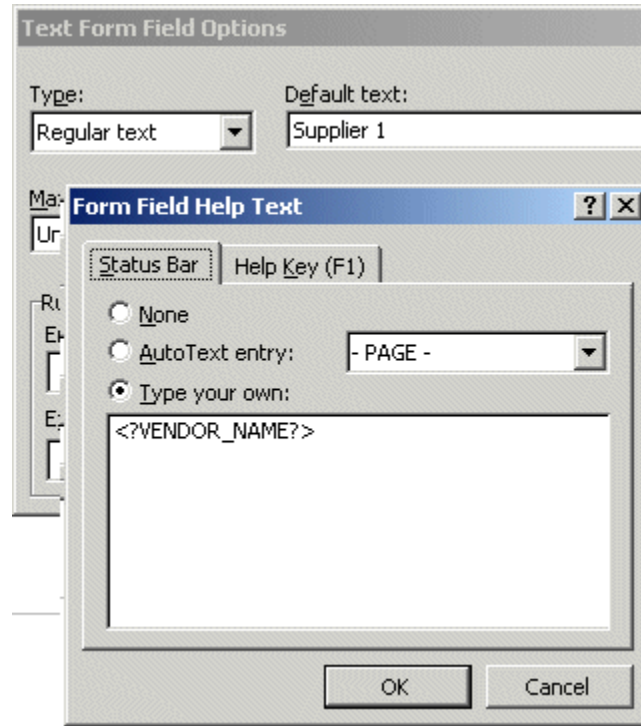 Text Form Field Options
Type:
Default text:
Regular text
Supplier 1
Form Field Help Text
Status Bar
Help Key (F1)
None
AutoText entry:
- PAGE -
Type your own:
<?VENDOR_NAME?>
OK
Cancel